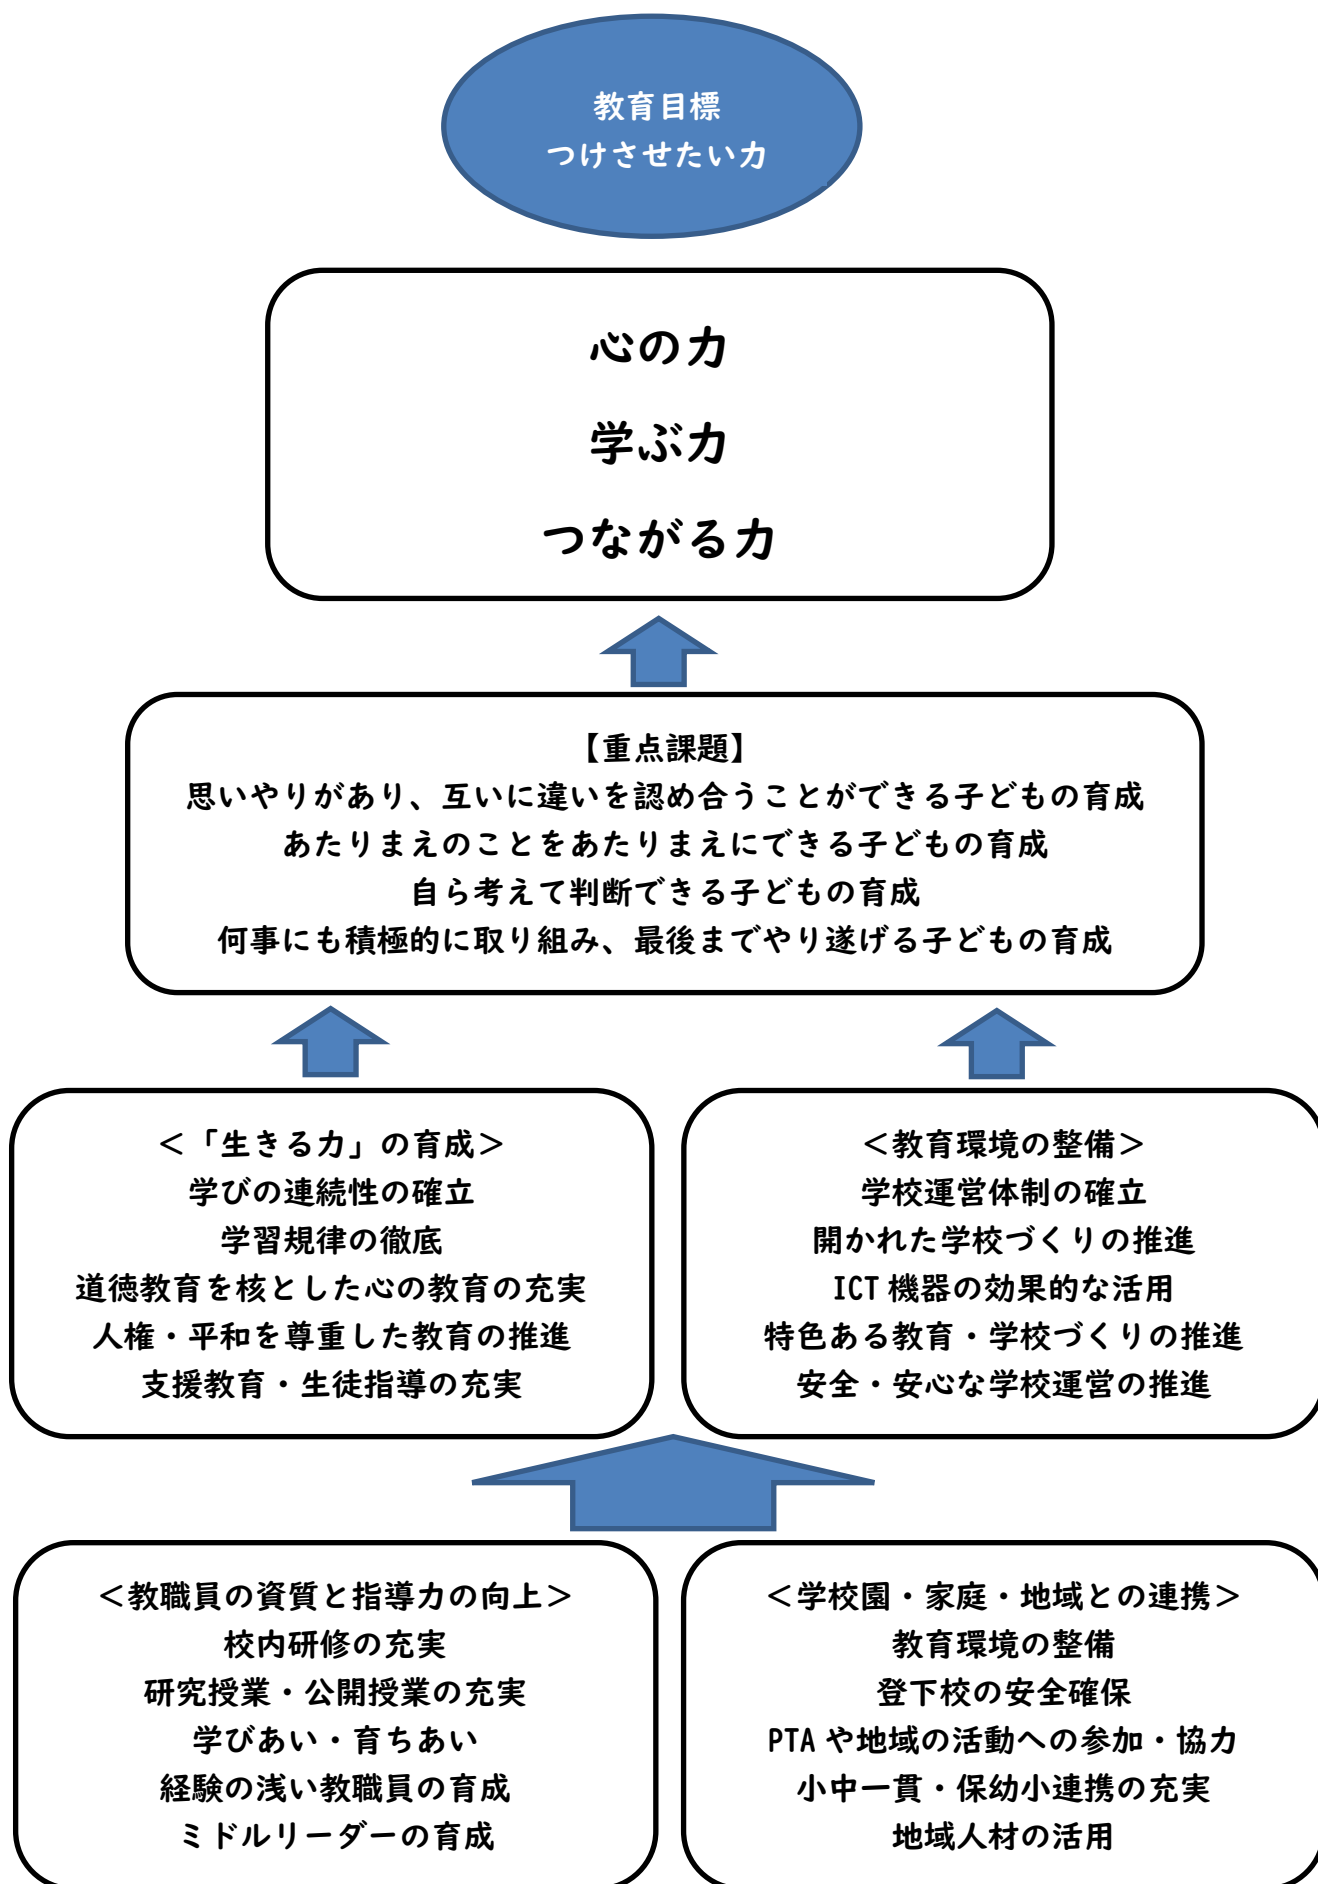 教育目標
つけさせたい力
心の力
学ぶ力
つながる力
【重点課題】
思いやりがあり、互いに違いを認め合うことができる子どもの育成
あたりまえのことをあたりまえにできる子どもの育成
自ら考えて判断できる子どもの育成
何事にも積極的に取り組み、最後までやり遂げる子どもの育成
＜「生きる力」の育成＞
学びの連続性の確立
学習規律の徹底
道徳教育を核とした心の教育の充実
人権・平和を尊重した教育の推進
支援教育・生徒指導の充実
＜教育環境の整備＞
学校運営体制の確立
開かれた学校づくりの推進
ICT 機器の効果的な活用
特色ある教育・学校づくりの推進
安全・安心な学校運営の推進
＜教職員の資質と指導力の向上＞
校内研修の充実
研究授業・公開授業の充実
学びあい・育ちあい
経験の浅い教職員の育成
ミドルリーダーの育成
＜学校園・家庭・地域との連携＞
教育環境の整備
登下校の安全確保
PTA や地域の活動への参加・協力
小中一貫・保幼小連携の充実
地域人材の活用